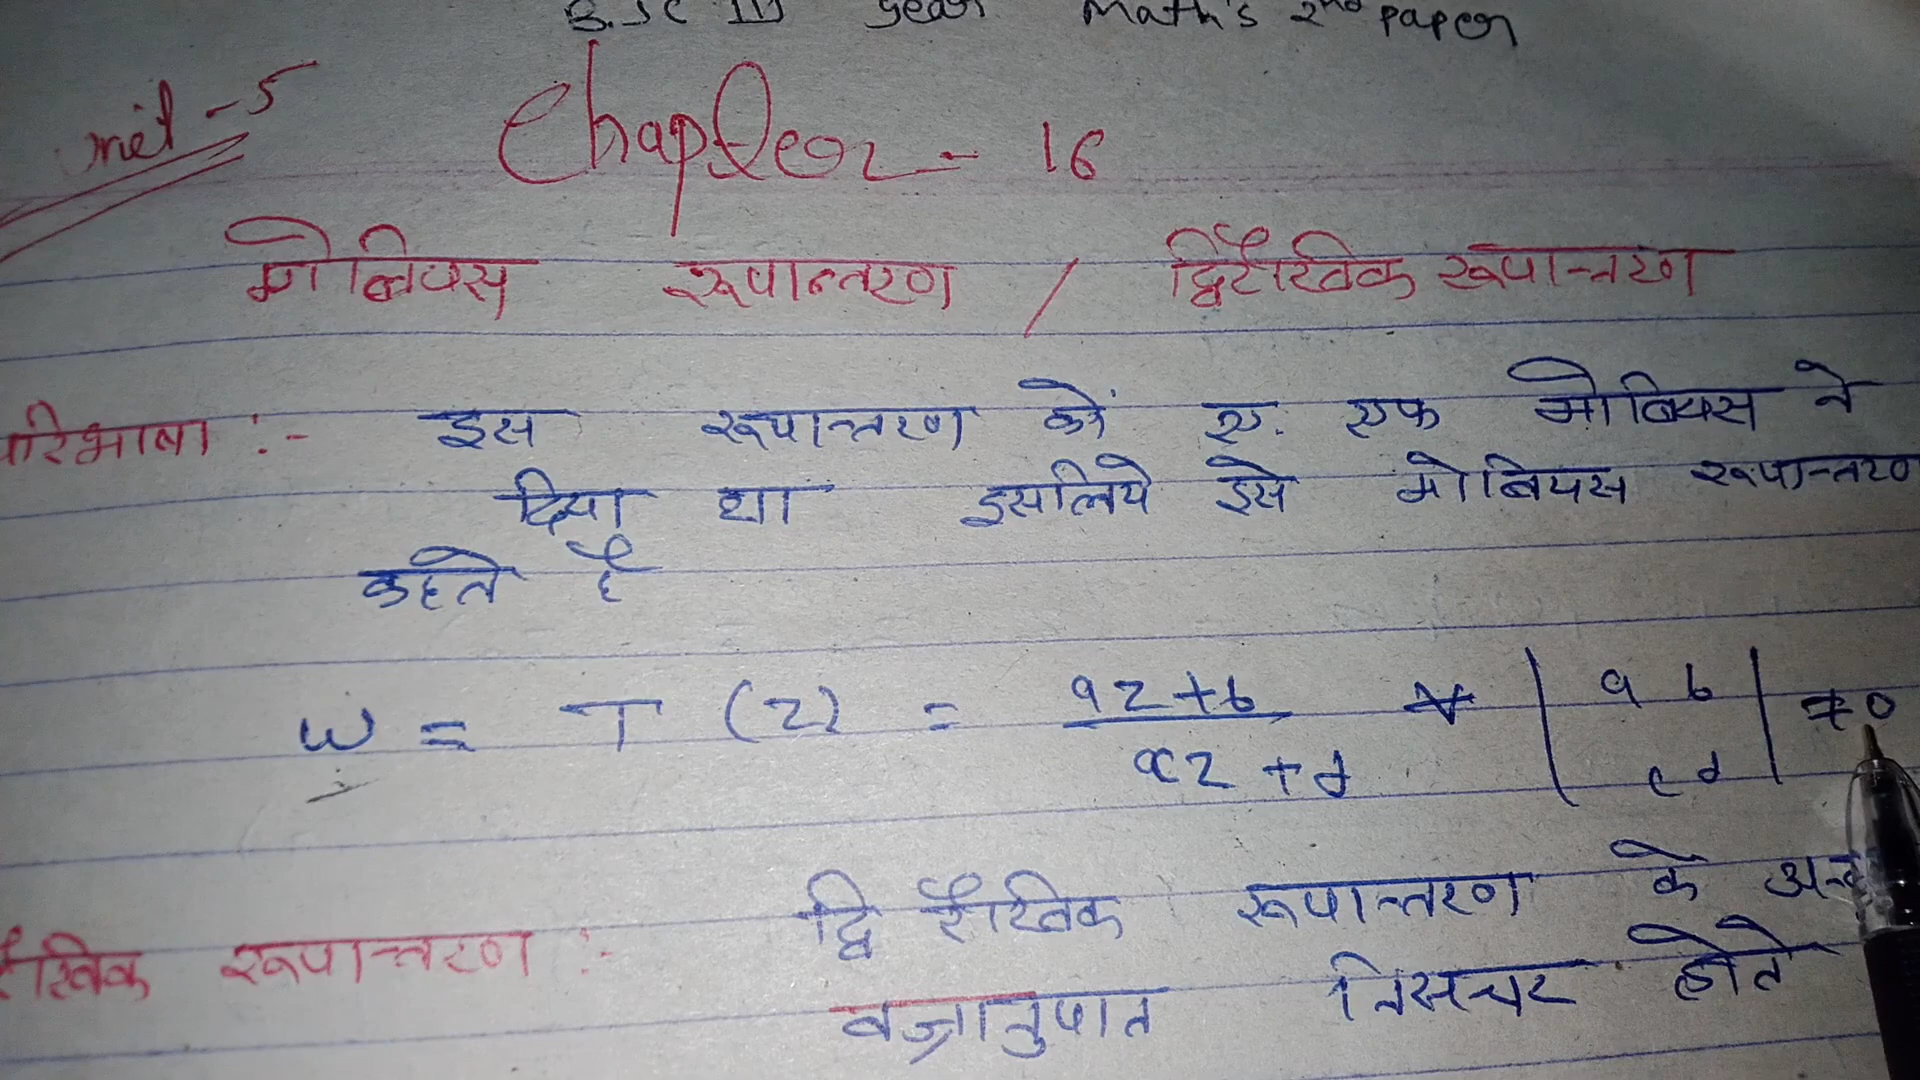 B.Sc III year Maths 2nd paper
Unit - 5
Chapter - 16
मोबियस रूपान्तरण / द्विरैखिक रूपान्तरण
परिभाषा :- इस रूपान्तरण को ए. एफ मोबियस ने
दिया था इसलिये इसे मोबियस रूपान्तरण
कहते है
w = T (z) = az+b / cz+d | a b c d | ≠0
रैखिक रूपान्तरण :- द्वि रैखिक रूपान्तरण के
वज्रानुपात निश्चर होते